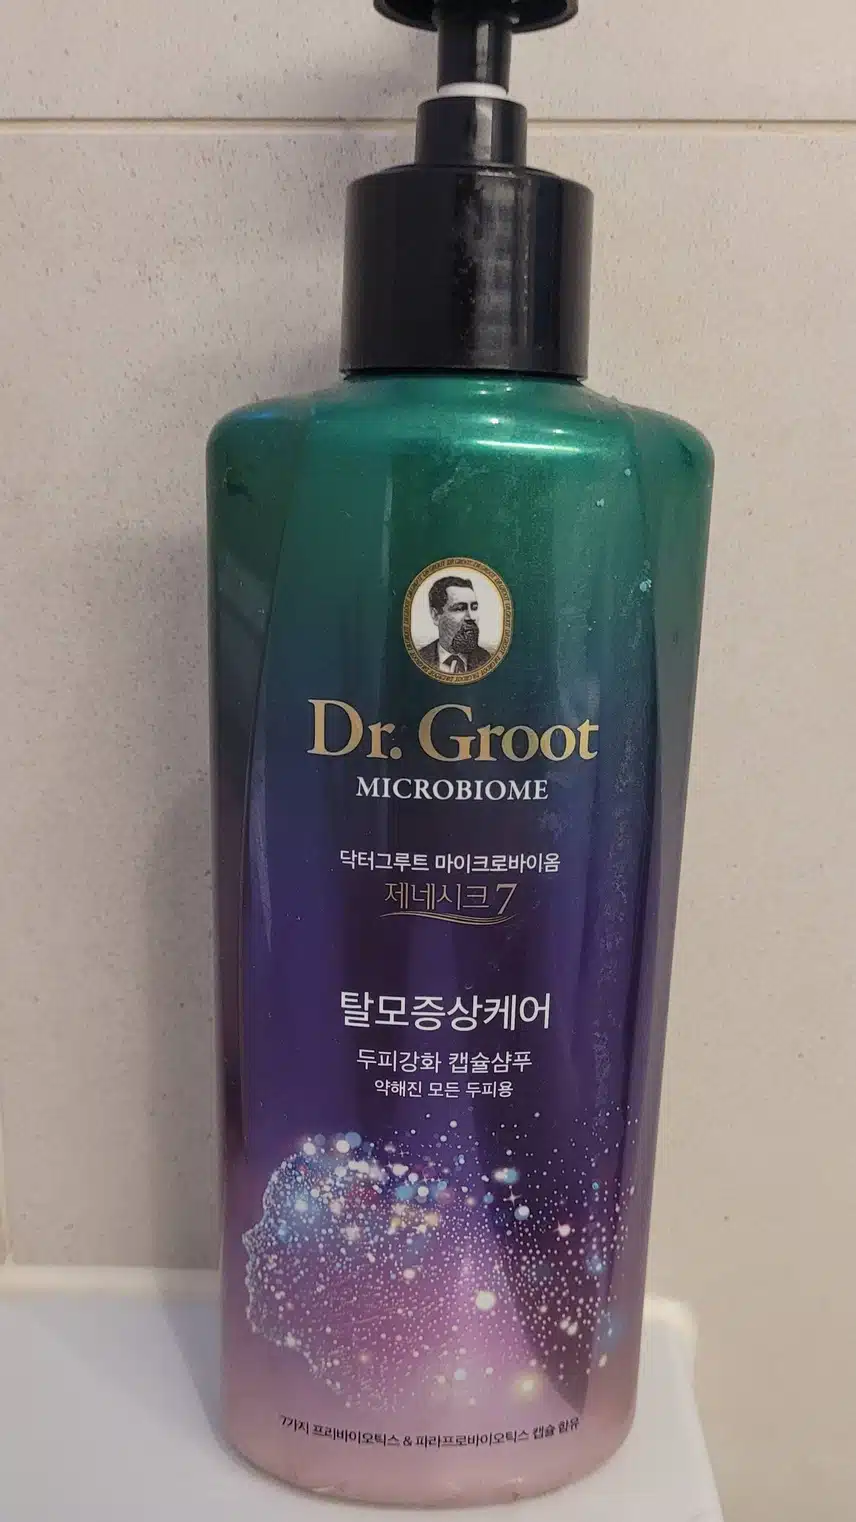 Dr. Groot
MICROBIOME
닥터그루트 마이크로바이옴
제네시크7
탈모증상케어
두피강화 캡슐샴푸
약해진 모든 두피용
7가지 프리바이오틱스 & 파라프로바이오틱스 캡슐 함유